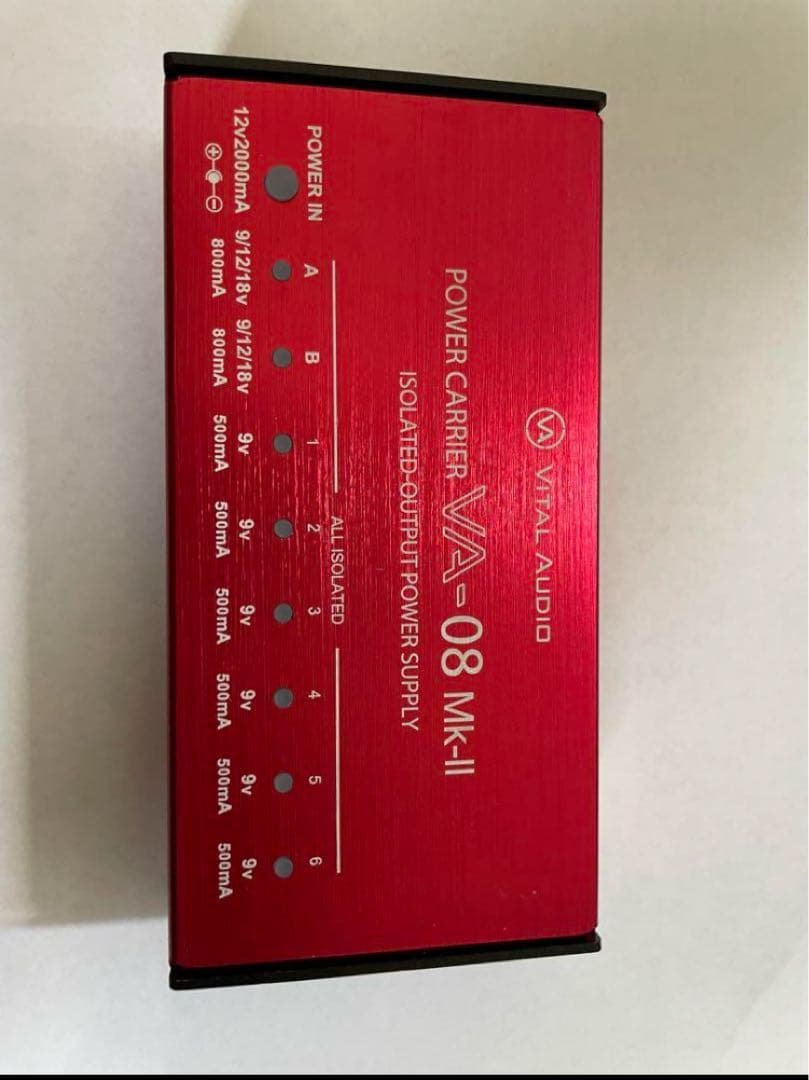 VA VITAL AUDIO
POWER CARRIER VA-08 Mk-II
ISOLATED OUTPUT POWER SUPPLY
ALL ISOLATED
POWER IN A B 1 2 3 4 5 6
12v2000mA 9/12/18v 9/12/18v 9v 9v 9v 9v 9v 9v
800mA 800mA 500mA 500mA 500mA 500mA 500mA 500mA